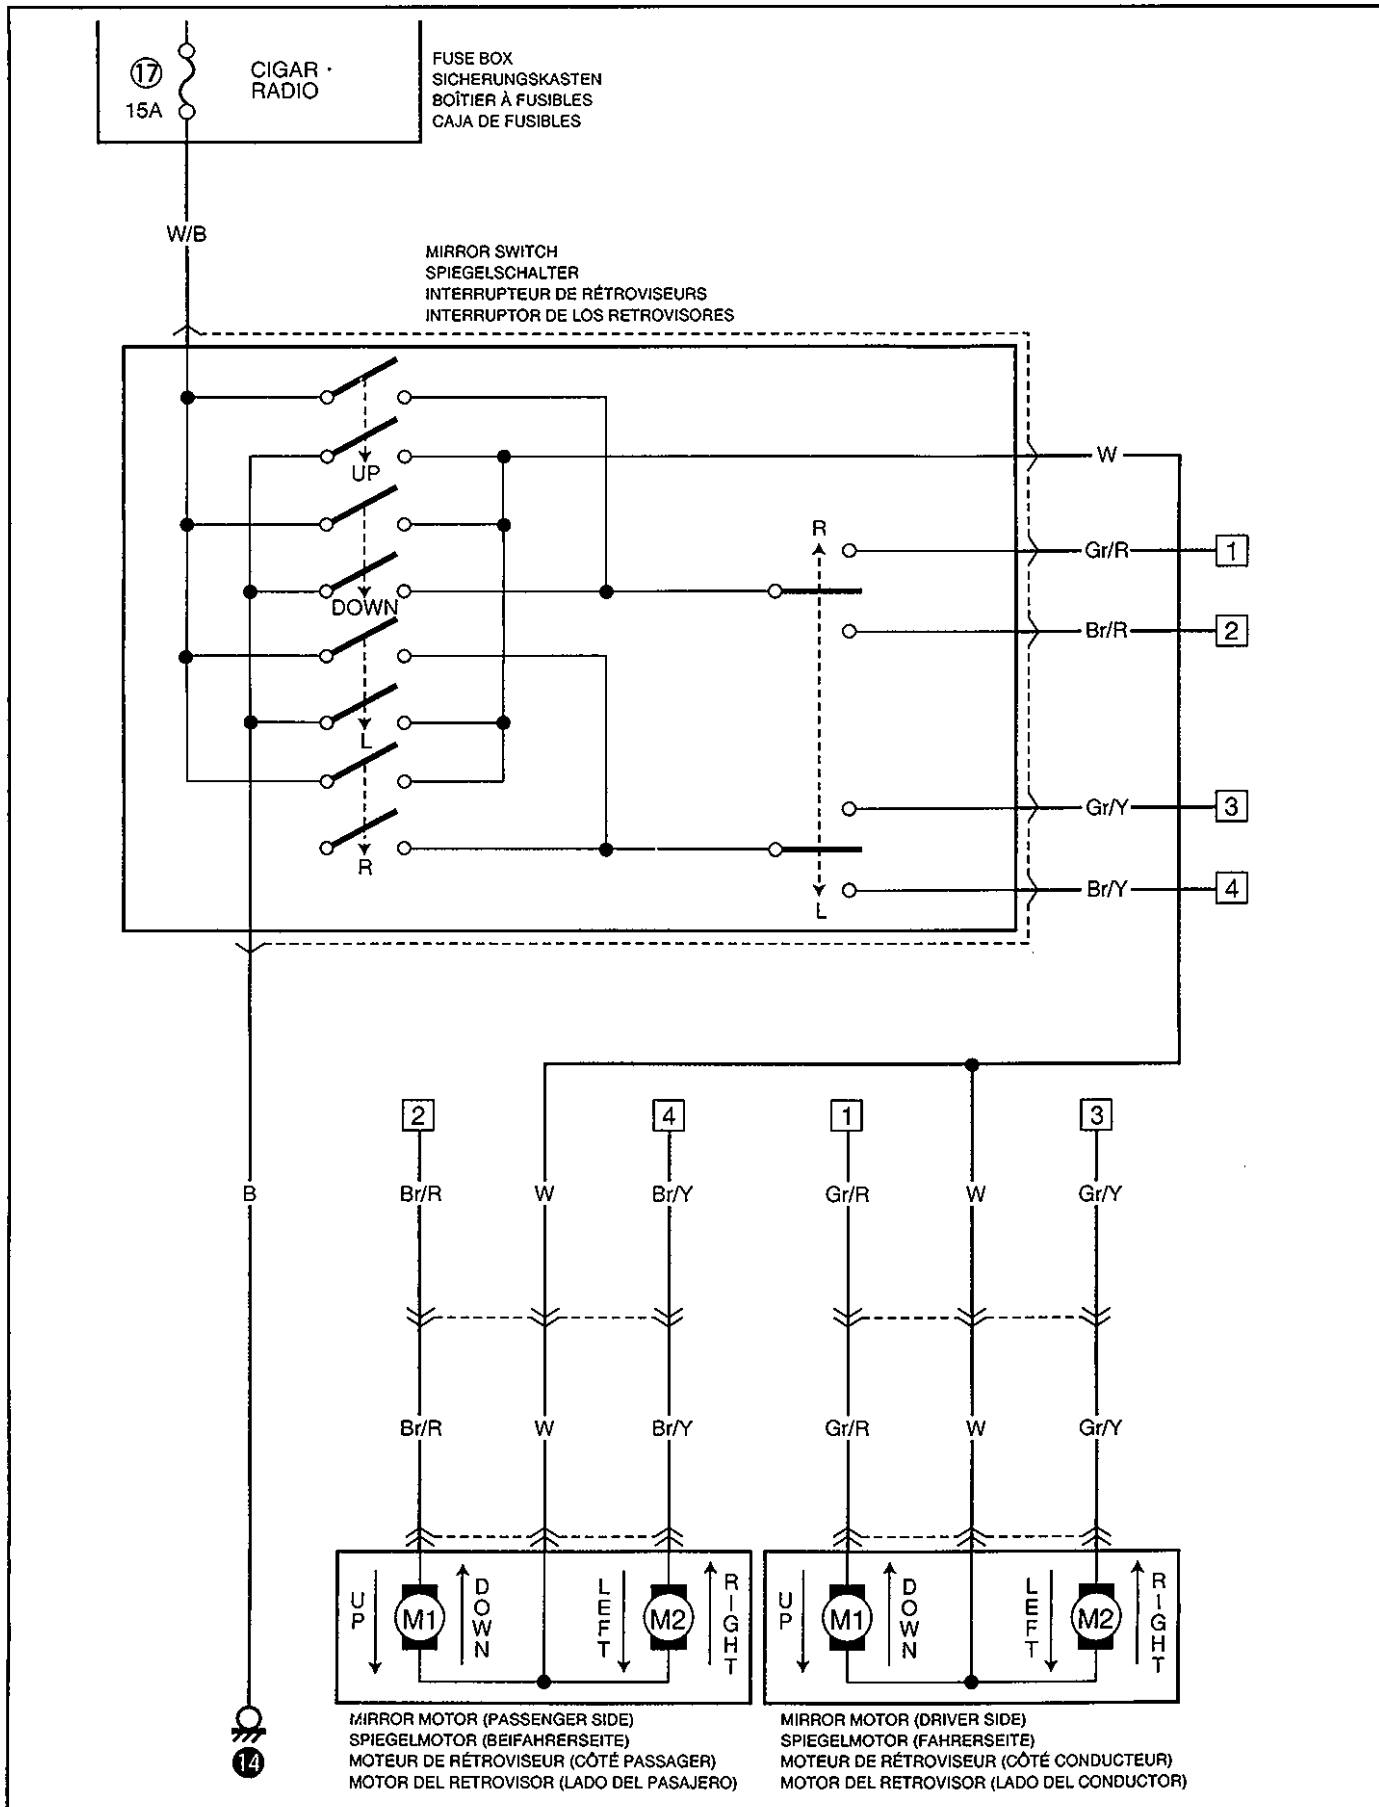 17
15A
CIGAR ·
RADIO
FUSE BOX
SICHERUNGSKASTEN
BOÎTIER À FUSIBLES
CAJA DE FUSIBLES
W/B
MIRROR SWITCH
SPIEGELSCHALTER
INTERRUPTEUR DE RÉTROVISEURS
INTERRUPTOR DE LOS RETROVISORES
UP
DOWN
L
R
R
L
W
Gr/R 1
Br/R 2
Gr/Y 3
Br/Y 4
2 4 1 3
B Br/R W Br/Y Gr/R W Gr/Y
Br/R W Br/Y Gr/R W Gr/Y
UP M1 DOWN LEFT M2 RIGHT
UP M1 DOWN LEFT M2 RIGHT
14
MIRROR MOTOR (PASSENGER SIDE)
SPIEGELMOTOR (BEIFAHRERSEITE)
MOTEUR DE RÉTROVISEUR (CÔTÉ PASSAGER)
MOTOR DEL RETROVISOR (LADO DEL PASAJERO)
MIRROR MOTOR (DRIVER SIDE)
SPIEGELMOTOR (FAHRERSEITE)
MOTEUR DE RÉTROVISEUR (CÔTÉ CONDUCTEUR)
MOTOR DEL RETROVISOR (LADO DEL CONDUCTOR)